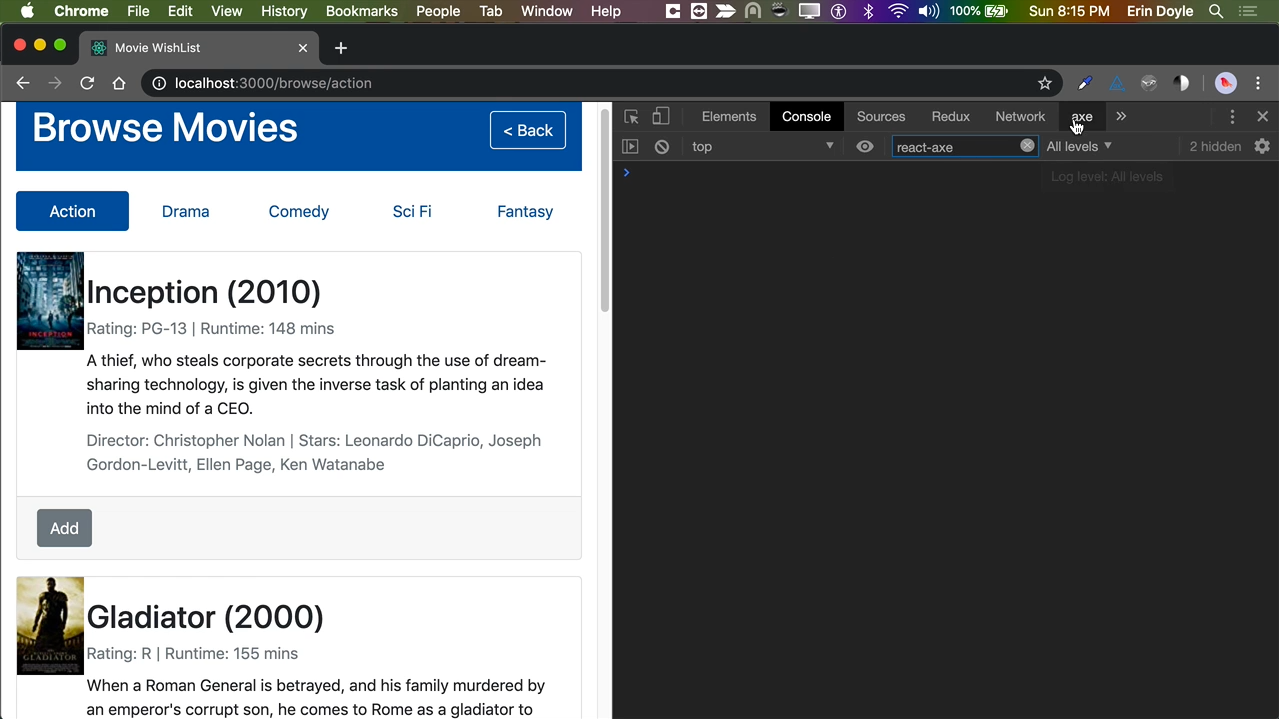 Chrome File Edit View History Bookmarks People Tab Window Help 100% Sun 8:15 PM Erin Doyle
Movie WishList
localhost:3000/browse/action
Browse Movies
< Back
Action Drama Comedy Sci Fi Fantasy
Inception (2010)
Rating: PG-13 | Runtime: 148 mins
A thief, who steals corporate secrets through the use of dream-
sharing technology, is given the inverse task of planting an idea
into the mind of a CEO.
Director: Christopher Nolan | Stars: Leonardo DiCaprio, Joseph
Gordon-Levitt, Ellen Page, Ken Watanabe
Add
INCEPTION
Gladiator (2000)
Rating: R | Runtime: 155 mins
When a Roman General is betrayed, and his family murdered by
an emperor's corrupt son, he comes to Rome as a gladiator to
GLADIATOR
Elements Console Sources Redux Network axe »
top react-axe All levels 2 hidden
Log level: All levels